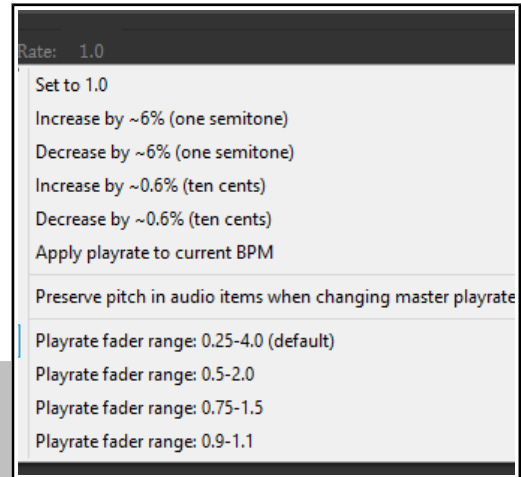 Rate: 1.0
Set to 1.0
Increase by ~6% (one semitone)
Decrease by ~6% (one semitone)
Increase by ~0.6% (ten cents)
Decrease by ~0.6% (ten cents)
Apply playrate to current BPM
Preserve pitch in audio items when changing master playrate
Playrate fader range: 0.25-4.0 (default)
Playrate fader range: 0.5-2.0
Playrate fader range: 0.75-1.5
Playrate fader range: 0.9-1.1